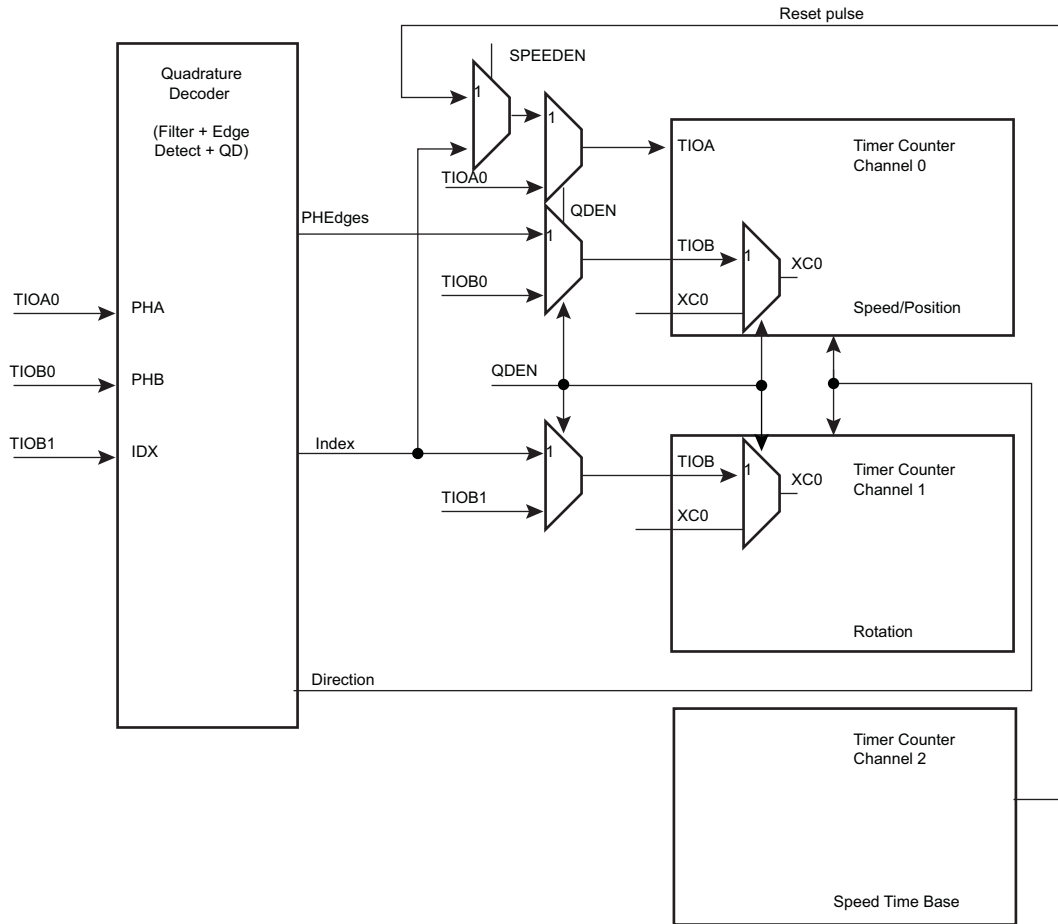 Reset pulse
Quadrature
Decoder
(Filter + Edge
Detect + QD)
SPEEDEN
1
1
TIOA
Timer Counter
Channel 0
TIOA0
QDEN
PHEdges
1
TIOB
1
XC0
TIOB0
XC0
Speed/Position
TIOA0
PHA
TIOB0
PHB
QDEN
TIOB1
IDX
Index
1
TIOB
1
XC0
Timer Counter
Channel 1
TIOB1
XC0
Rotation
Direction
Timer Counter
Channel 2
Speed Time Base